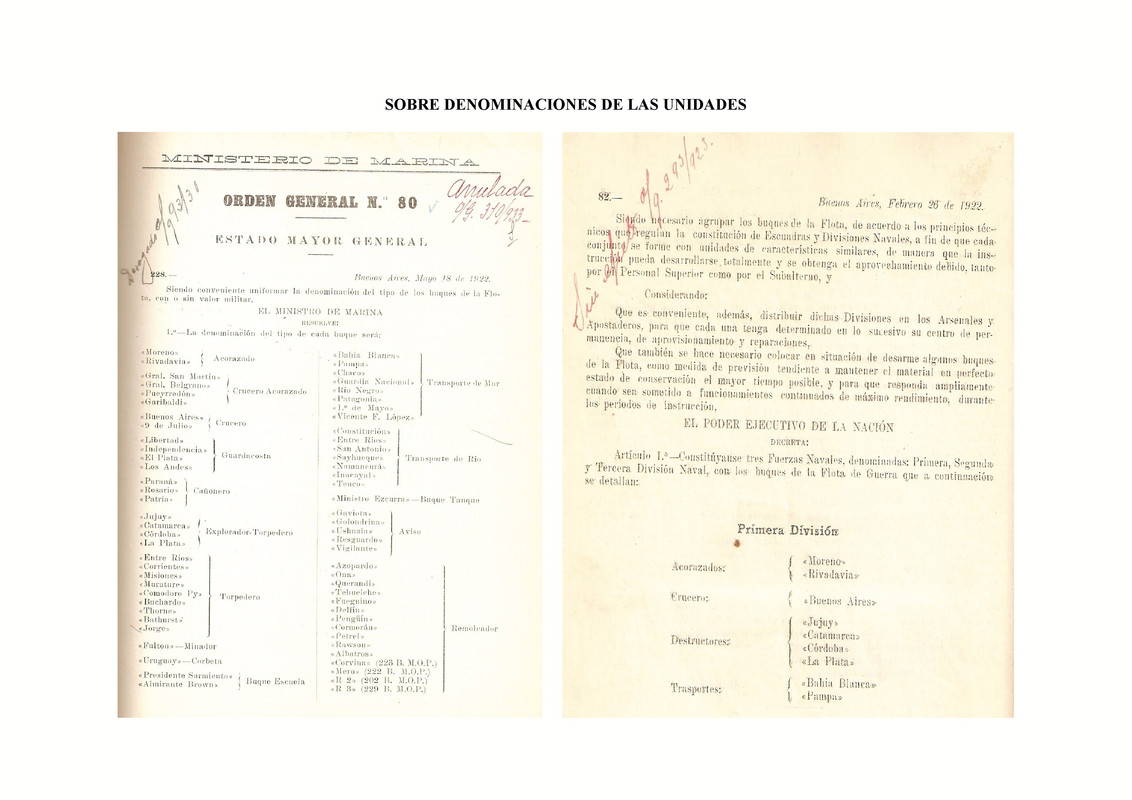 SOBRE DENOMINACIONES DE LAS UNIDADES
MINISTERIO DE MARINA
ORDEN GENERAL N.º 80
Anulada
ESTADO MAYOR GENERAL
228.—
Buenos Aires, Mayo 18 de 1922.
Siendo conveniente uniformar la denominación del tipo de los buques de la Flo-
ta, con o sin valor militar,
EL MINISTRO DE MARINA
RESUELVE:
1.º—La denominación del tipo de cada buque será:
«Moreno»
«Rivadavia»
Acorazado
«Gral. San Martín»
«Gral. Belgrano»
«Pueyrredón»
«Garibaldi»
Crucero Acorazado
«Buenos Aires»
«9 de Julio»
Crucero
«Libertad»
«Independencia»
«El Plata»
«Los Andes»
Guardacosta
«Paraná»
«Rosario»
«Patria»
Cañonero
«Jujuy»
«Catamarca»
«Córdoba»
«La Plata»
Explorador-Torpedero
«Entre Ríos»
«Corrientes»
«Misiones»
«Murature»
«Comodoro Py»
«Buchardo»
«Thorne»
«Bathurst»
«Jorge»
Torpedero
«Fulton»—Minador
«Uruguay»—Corbeta
«Presidente Sarmiento»
«Almirante Brown»
Buque Escuela
«Bahía Blanca»
«Pampa»
«Chaco»
«Guardia Nacional»
«Río Negro»
«Patagonia»
«1.º de Mayo»
«Vicente F. López»
Transporte de Mar
«Constitución»
«Entre Ríos»
«San Antonio»
«Sayhueque»
«Namuncurá»
«Inacayal»
«Teuco»
Transporte de Río
«Ministro Ezcurra»—Buque Tanque
«Gaviota»
«Golondrina»
«Ushuaia»
«Resguardo»
«Vigilante»
Aviso
«Azopardo»
«Ona»
«Querandí»
«Tehuelche»
«Fueguino»
«Delfín»
«Pengüin»
«Cormorán»
«Petrel»
«Rawson»
«Albatros»
«Corvina» (223 B. M.O.P.)
«Mero» (222 B. M.O.P.)
«R 2» (202 B. M.O.P.)
«R 3» (229 B. M.O.P.)
Remolcador
82.—
Buenos Aires, Febrero 26 de 1922.
Siendo necesario agrupar los buques de la Flota, de acuerdo a los principios téc-
nicos que regulan la constitución de Escuadras y Divisiones Navales, a fin de que cada
conjunto se forme con unidades de características similares, de manera que la ins-
trucción pueda desarrollarse totalmente y se obtenga el aprovechamiento debido, tanto
por el Personal Superior como por el Subalterno, y
Considerando:
Que es conveniente, además, distribuir dichas Divisiones en los Arsenales y
Apostaderos, para que cada una tenga determinado en lo sucesivo su centro de per-
manencia, de aprovisionamiento y reparaciones,
Que también se hace necesario colocar en situación de desarme algunos buques
de la Flota, como medida de previsión tendiente a mantener el material en perfecto
estado de conservación el mayor tiempo posible, y para que responda ampliamente
cuando sea sometido a funcionamientos continuados de máximo rendimiento, durante
los periodos de instrucción,
EL PODER EJECUTIVO DE LA NACIÓN
DECRETA:
Artículo 1.º—Constitúyanse tres Fuerzas Navales, denominadas: Primera, Segunda
y Tercera División Naval, con los buques de la Flota de Guerra que a continuación
se detallan:
Primera División
Acorazados:
«Moreno»
«Rivadavia»
Crucero:
«Buenos Aires»
Destructores:
«Jujuy»
«Catamarca»
«Córdoba»
«La Plata»
Trasportes:
«Bahía Blanca»
«Pampa»